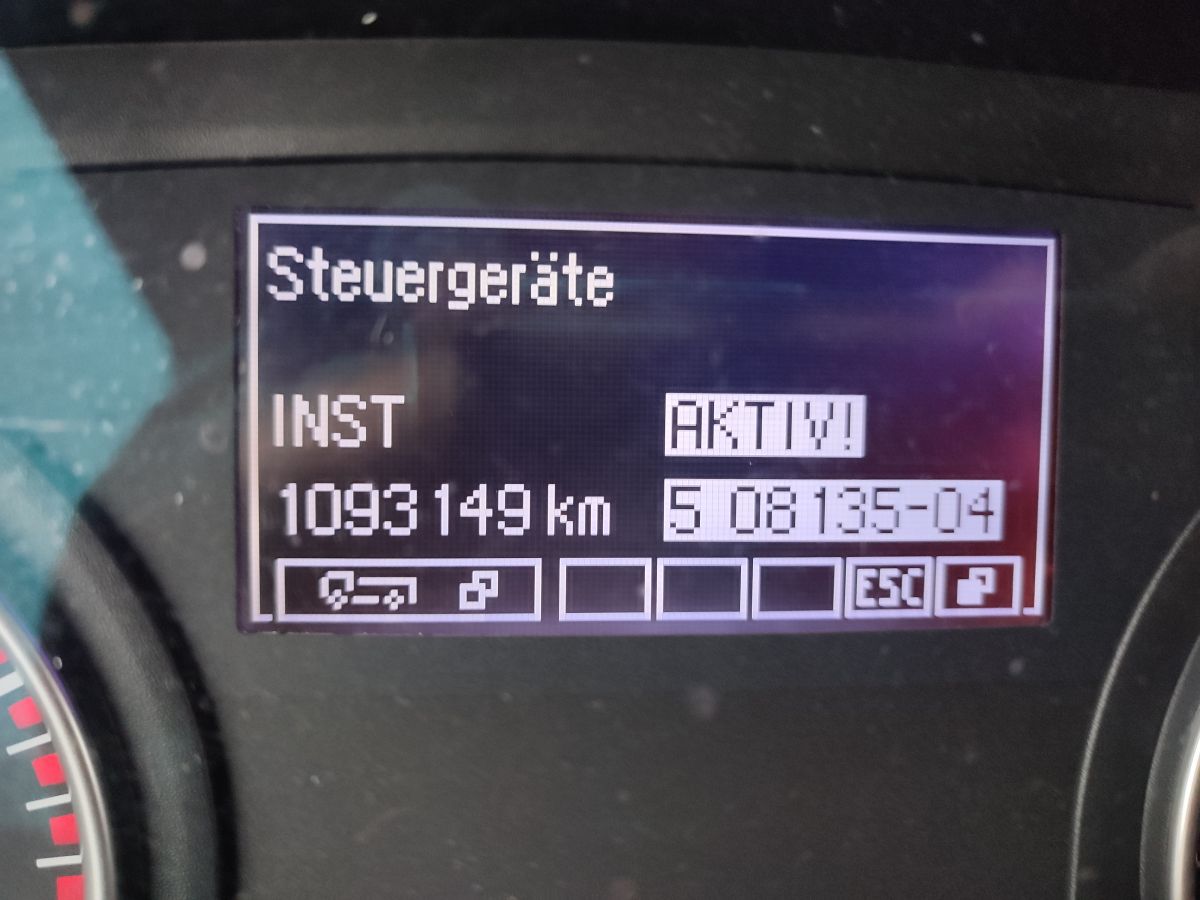 Steuergeräte
INST AKTIV!
1093149 km 5 08135-04
ESC